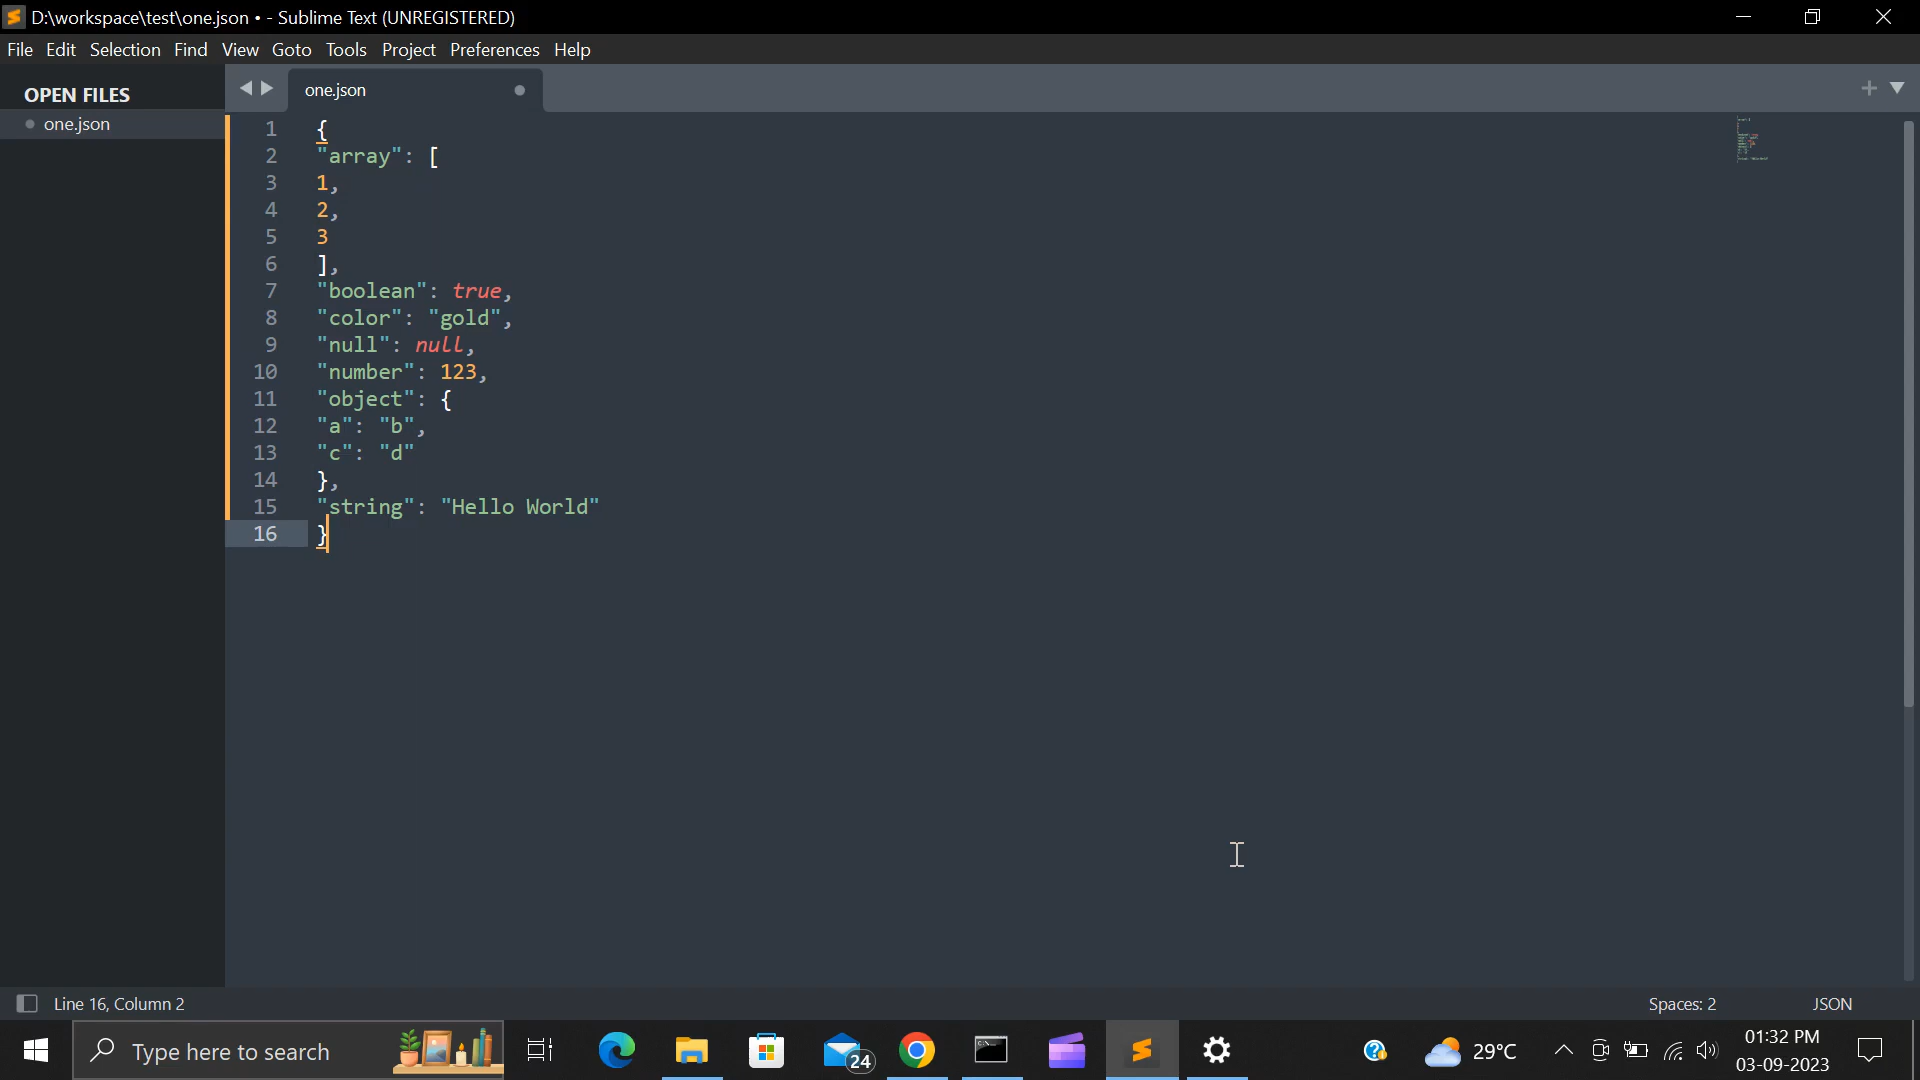 D:\workspace\test\one.json • - Sublime Text (UNREGISTERED)
File Edit Selection Find View Goto Tools Project Preferences Help
OPEN FILES
one.json
one.json
1 {
2 "array": [
3 1,
4 2,
5 3
6 ],
7 "boolean": true,
8 "color": "gold",
9 "null": null,
10 "number": 123,
11 "object": {
12 "a": "b",
13 "c": "d"
14 },
15 "string": "Hello World"
16 }
Line 16, Column 2
Spaces: 2
JSON
Type here to search
24
29°C
01:32 PM
03-09-2023